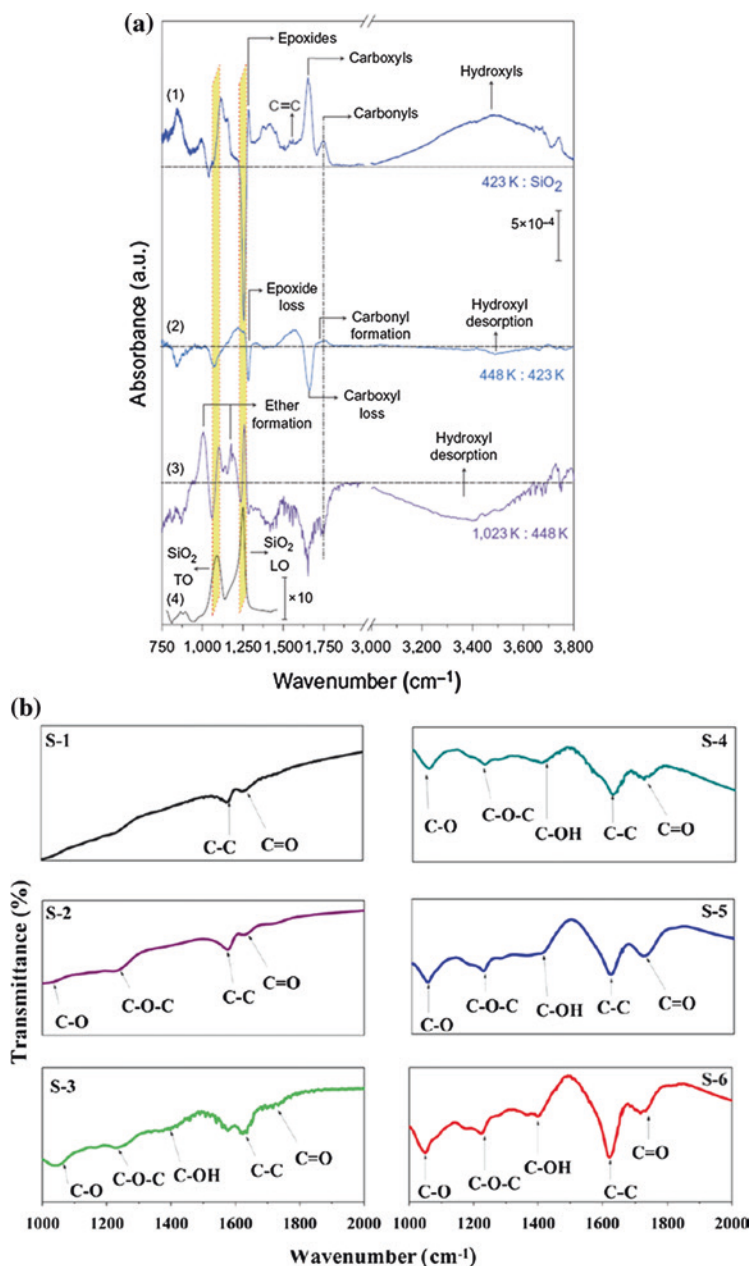 (a)
Epoxides
Carboxyls
Hydroxyls
(1)
C=C
Carbonyls
423 K : SiO2
5×10–4
Absorbance (a.u.)
Epoxide
loss
Carbonyl
formation
Hydroxyl
desorption
(2)
448 K : 423 K
Carboxyl
loss
Ether
formation
Hydroxyl
desorption
(3)
1,023 K : 448 K
SiO2
TO
SiO2
LO
(4)
×10
750 1,000 1,250 1,500 1,750 3,000 3,200 3,400 3,600 3,800
Wavenumber (cm–1)
(b)
S-1
C-C
C=O
S-4
C-O
C-O-C
C-OH
C-C
C=O
Transmittance (%)
S-2
C-O
C-O-C
C-C
C=O
S-5
C-O
C-O-C
C-OH
C-C
C=O
S-3
C-O
C-O-C
C-OH
C-C
C=O
S-6
C-O
C-O-C
C-OH
C-C
C=O
1000 1200 1400 1600 1800 2000
1000 1200 1400 1600 1800 2000
Wavenumber (cm-1)